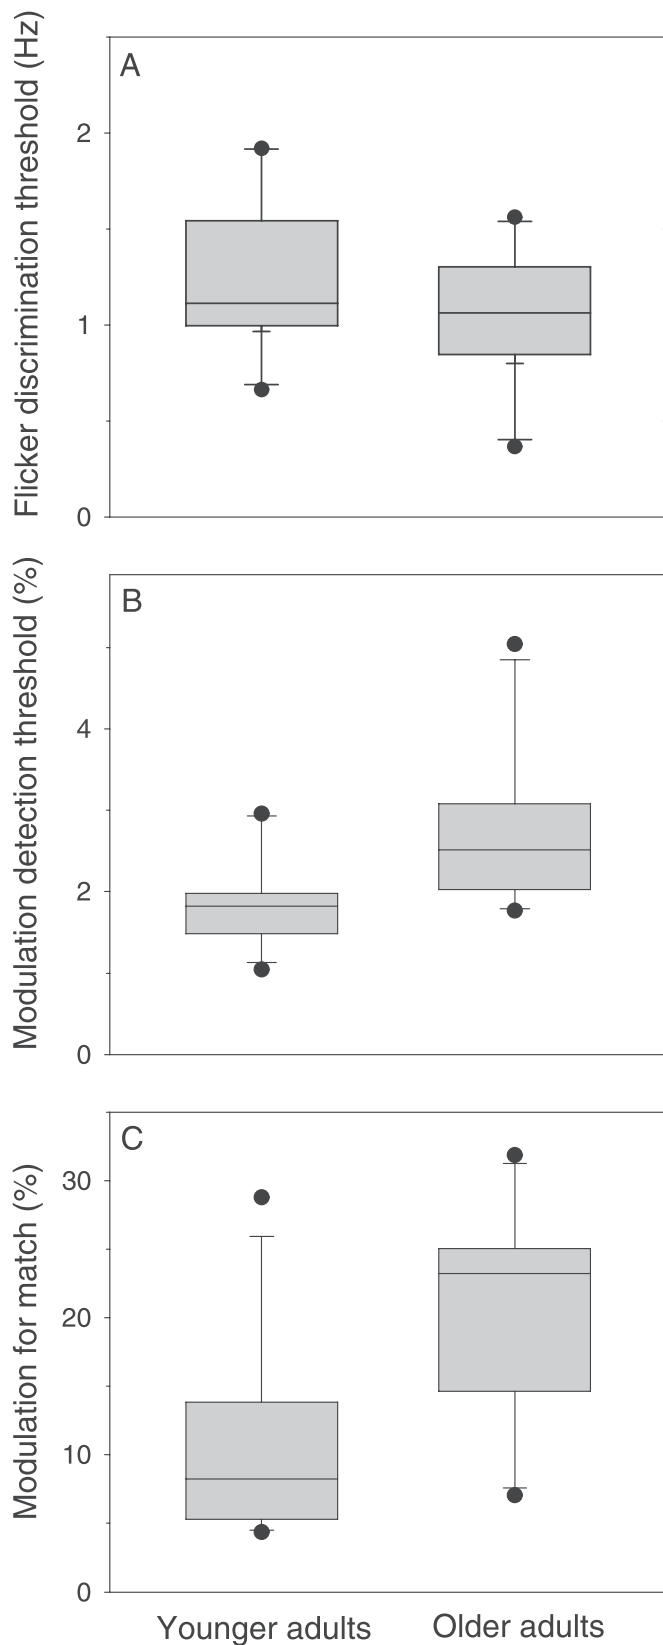 A
Flicker discrimination threshold (Hz)
2
1
0
B
Modulation detection threshold (%)
4
2
0
C
Modulation for match (%)
30
20
10
0
Younger adults
Older adults